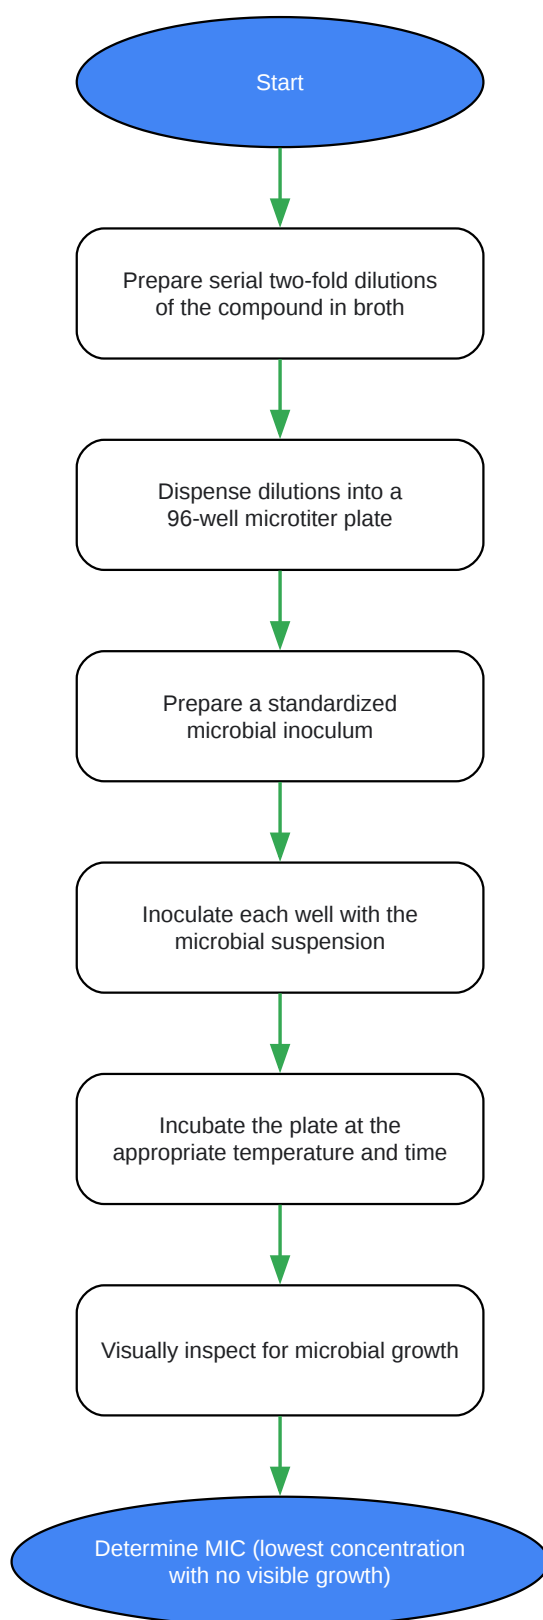 Start
Prepare serial two-fold dilutions
of the compound in broth
Dispense dilutions into a
96-well microtiter plate
Prepare a standardized
microbial inoculum
Inoculate each well with the
microbial suspension
Incubate the plate at the
appropriate temperature and time
Visually inspect for microbial growth
Determine MIC (lowest concentration
with no visible growth)